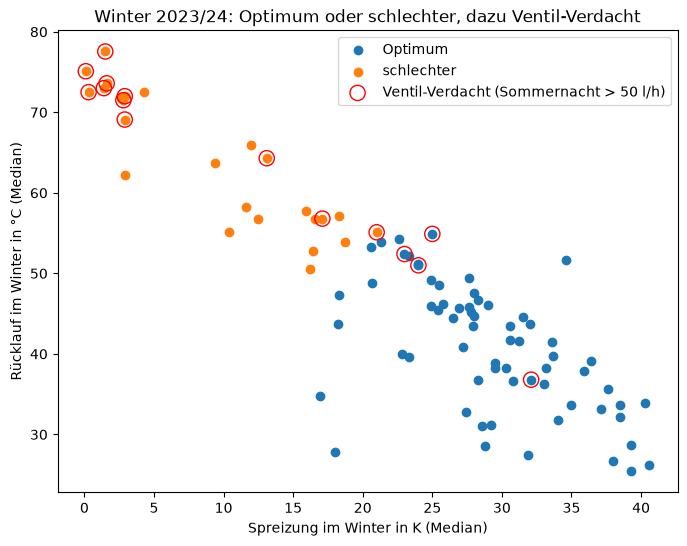 Winter 2023/24: Optimum oder schlechter, dazu Ventil-Verdacht
Optimum
schlechter
Ventil-Verdacht (Sommernacht > 50 l/h)
Rücklauf im Winter in °C (Median)
80
70
60
50
40
30
0 5 10 15 20 25 30 35 40
Spreizung im Winter in K (Median)